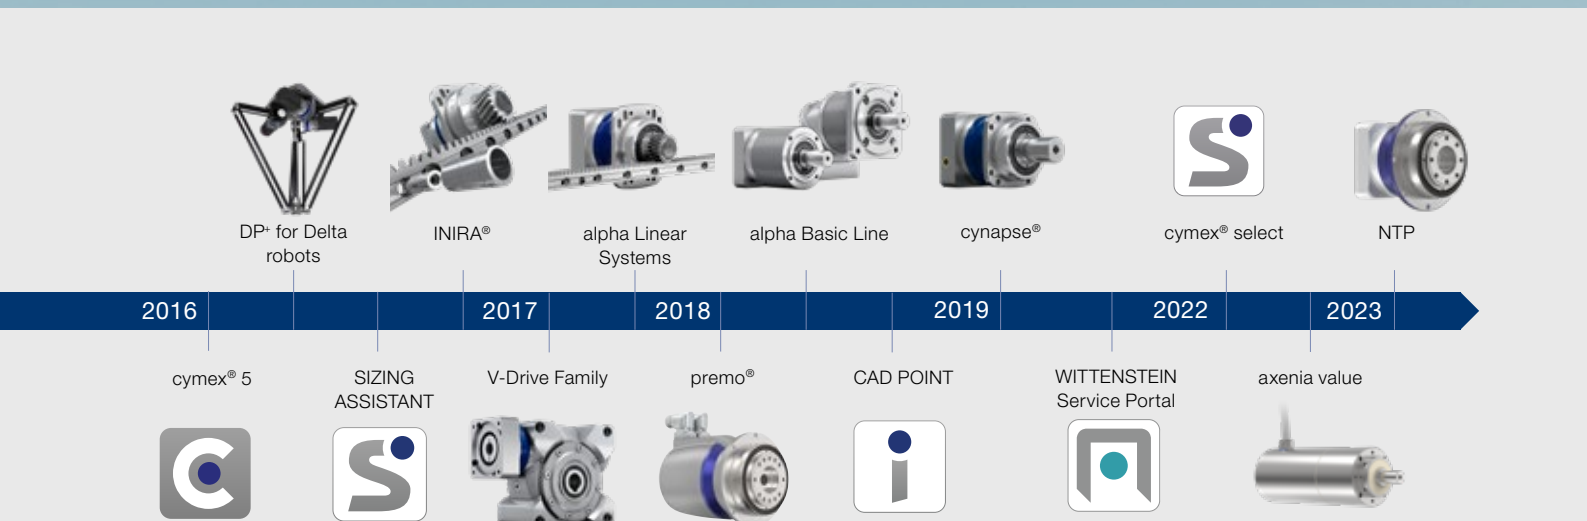 DP⁺ for Delta
robots
INIRA®
alpha Linear
Systems
alpha Basic Line
cynapse®
cymex® select
NTP
2016
2017
2018
2019
2022
2023
cymex® 5
SIZING
ASSISTANT
V-Drive Family
premo®
CAD POINT
WITTENSTEIN
Service Portal
axenia value